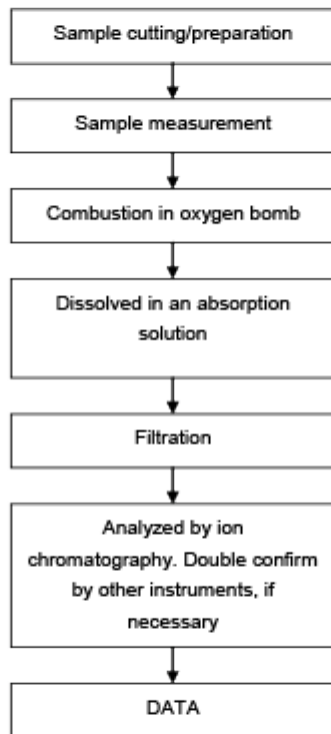 Sample cutting/preparation
Sample measurement
Combustion in oxygen bomb
Dissolved in an absorption
solution
Filtration
Analyzed by ion
chromatography. Double confirm
by other instruments, if
necessary
DATA